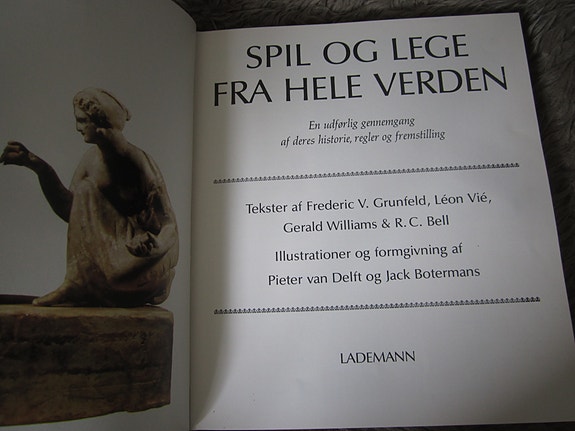 SPIL OG LEGE
FRA HELE VERDEN
En udførlig gennemgang
af deres historie, regler og fremstilling
Tekster af Frederic V. Grunfeld, Léon Vié,
Gerald Williams & R. C. Bell
Illustrationer og formgivning af
Pieter van Delft og Jack Botermans
LADEMANN